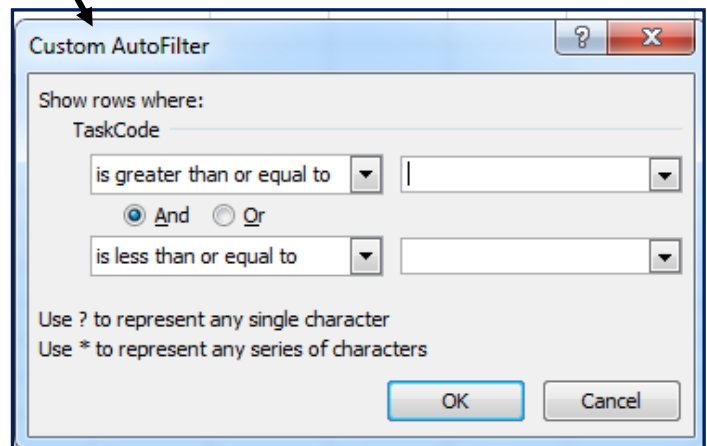 Custom AutoFilter
?
X
Show rows where:
TaskCode
is greater than or equal to
And Or
is less than or equal to
Use ? to represent any single character
Use * to represent any series of characters
OK Cancel